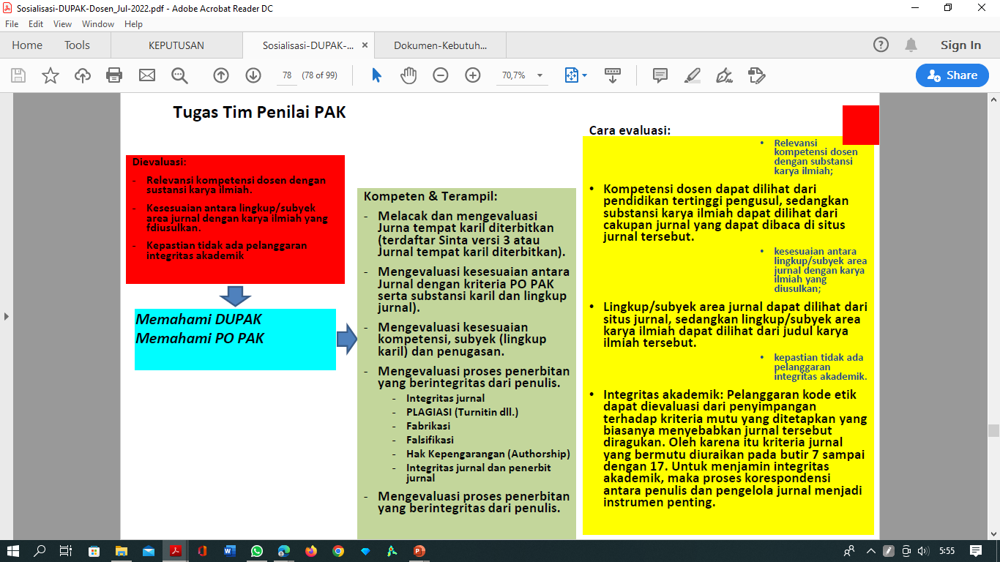 Sosialisasi-DUPAK-Dosen_Jul-2022.pdf - Adobe Acrobat Reader DC
File Edit View Window Help
Home Tools KEPUTUSAN Sosialisasi-DUPAK-... × Dokumen-Kebutuh... Sign In
78 (78 of 99) 70,7% Share
Tugas Tim Penilai PAK
Dievaluasi:
- Relevansi kompetensi dosen dengan
sustansi karya ilmiah.
- Kesesuaian antara lingkup/subyek
area jurnal dengan karya ilmiah yang
fdiusulkan.
- Kepastian tidak ada pelanggaran
integritas akademik
Memahami DUPAK
Memahami PO PAK
Kompeten & Terampil:
- Melacak dan mengevaluasi
Jurna tempat karil diterbitkan
(terdaftar Sinta versi 3 atau
Jurnal tempat karil diterbitkan).
- Mengevaluasi kesesuaian antara
Jurnal dengan kriteria PO PAK
serta substansi karil dan lingkup
jurnal).
- Mengevaluasi kesesuaian
kompetensi, subyek (lingkup
karil) dan penugasan.
- Mengevaluasi proses penerbitan
yang berintegritas dari penulis.
- Integritas jurnal
- PLAGIASI (Turnitin dll.)
- Fabrikasi
- Falsifikasi
- Hak Kepengarangan (Authorship)
- Integritas jurnal dan penerbit
jurnal
- Mengevaluasi proses penerbitan
yang berintegritas dari penulis.
Cara evaluasi:
• Relevansi
kompetensi dosen
dengan substansi
karya ilmiah;
• Kompetensi dosen dapat dilihat dari
pendidikan tertinggi pengusul, sedangkan
substansi karya ilmiah dapat dilihat dari
cakupan jurnal yang dapat dibaca di situs
jurnal tersebut.
• kesesuaian antara
lingkup/subyek area
jurnal dengan karya
ilmiah yang
diusulkan;
• Lingkup/subyek area jurnal dapat dilihat dari
situs jurnal, sedangkan lingkup/subyek area
karya ilmiah dapat dilihat dari judul karya
ilmiah tersebut.
• kepastian tidak ada
pelanggaran
integritas akademik.
• Integritas akademik: Pelanggaran kode etik
dapat dievaluasi dari penyimpangan
terhadap kriteria mutu yang ditetapkan yang
biasanya menyebabkan jurnal tersebut
diragukan. Oleh karena itu kriteria jurnal
yang bermutu diuraikan pada butir 7 sampai
dengan 17. Untuk menjamin integritas
akademik, maka proses korespondensi
antara penulis dan pengelola jurnal menjadi
instrumen penting.
5:55